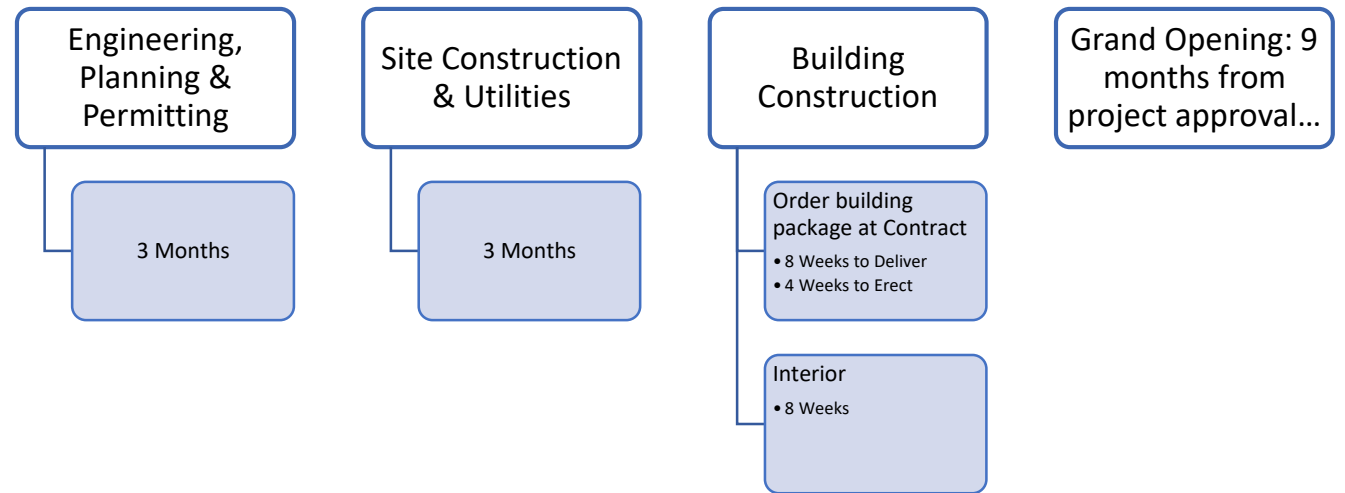 Engineering,
Planning &
Permitting
3 Months
Site Construction
& Utilities
3 Months
Building
Construction
Order building
package at Contract
• 8 Weeks to Deliver
• 4 Weeks to Erect
Interior
• 8 Weeks
Grand Opening: 9
months from
project approval…